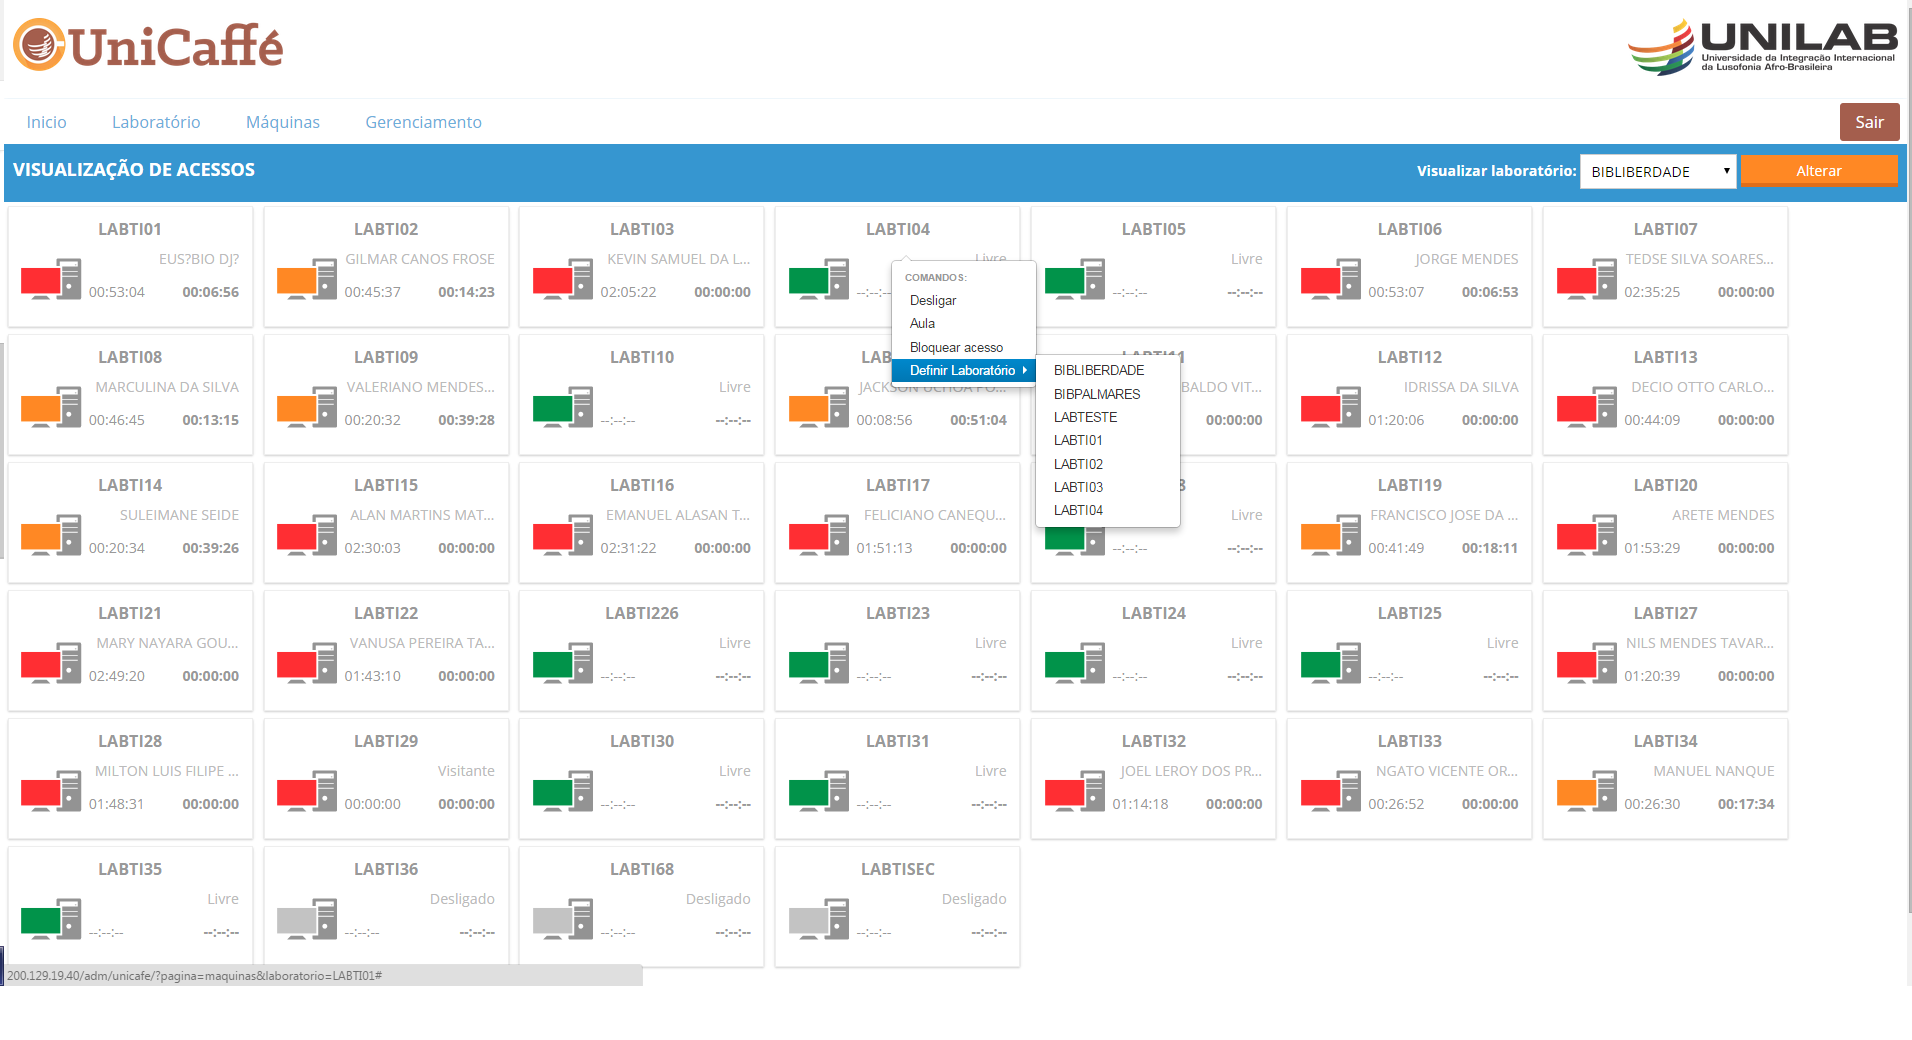 UniCaffé
UNILAB
Universidade da Integração Internacional
da Lusofonia Afro-Brasileira
Inicio
Laboratório
Máquinas
Gerenciamento
Sair
VISUALIZAÇÃO DE ACESSOS
Visualizar laboratório:
BIBLIBERDADE
Alterar
LABTI01
EUS?BIO DJ?
00:53:04 00:06:56
LABTI02
GILMAR CANOS FROSE
00:45:37 00:14:23
LABTI03
KEVIN SAMUEL DA L...
02:05:22 00:00:00
LABTI04
Livre
--:--:--
LABTI05
Livre
--:--:-- --:--:--
LABTI06
JORGE MENDES
00:53:07 00:06:53
LABTI07
TEDSE SILVA SOARES...
02:35:25 00:00:00
COMANDOS:
Desligar
Aula
Bloquear acesso
Definir Laboratório
BIBLIBERDADE
BIBPALMARES
LABTESTE
LABTI01
LABTI02
LABTI03
LABTI04
LABTI08
MARCULINA DA SILVA
00:46:45 00:13:15
LABTI09
VALERIANO MENDES...
00:20:32 00:39:28
LABTI10
Livre
--:--:-- --:--:--
LAB
JACKSON UCHOA
00:08:56 00:51:04
LABTI11
BALDO VIT...
00:00:00
LABTI12
IDRISSA DA SILVA
01:20:06 00:00:00
LABTI13
DECIO OTTO CARLO...
00:44:09 00:00:00
LABTI14
SULEIMANE SEIDE
00:20:34 00:39:26
LABTI15
ALAN MARTINS MAT...
02:30:03 00:00:00
LABTI16
EMANUEL ALASAN T...
02:31:22 00:00:00
LABTI17
FELICIANO CANEQU...
01:51:13 00:00:00
8
Livre
--:--:-- --:--:--
LABTI19
FRANCISCO JOSE DA ...
00:41:49 00:18:11
LABTI20
ARETE MENDES
01:53:29 00:00:00
LABTI21
MARY NAYARA GOU...
02:49:20 00:00:00
LABTI22
VANUSA PEREIRA TA...
01:43:10 00:00:00
LABTI226
Livre
--:--:-- --:--:--
LABTI23
Livre
--:--:-- --:--:--
LABTI24
Livre
--:--:-- --:--:--
LABTI25
Livre
--:--:-- --:--:--
LABTI27
NILS MENDES TAVAR...
01:20:39 00:00:00
LABTI28
MILTON LUIS FILIPE ...
01:48:31 00:00:00
LABTI29
Visitante
00:00:00 00:00:00
LABTI30
Livre
--:--:-- --:--:--
LABTI31
Livre
--:--:-- --:--:--
LABTI32
JOEL LEROY DOS PR...
01:14:18 00:00:00
LABTI33
NGATO VICENTE OR...
00:26:52 00:00:00
LABTI34
MANUEL NANQUE
00:26:30 00:17:34
LABTI35
Livre
--:--:-- --:--:--
LABTI36
Desligado
--:--:-- --:--:--
LABTI68
Desligado
--:--:-- --:--:--
LABTISEC
Desligado
--:--:-- --:--:--
200.129.19.40/adm/unicafe/?pagina=maquinas&laboratorio=LABTI01#